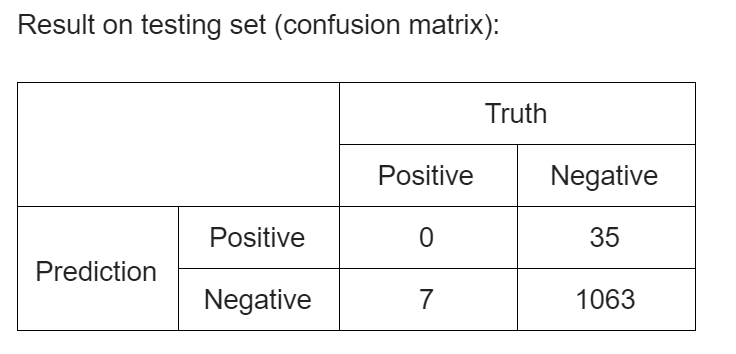 Result on testing set (confusion matrix):
Truth
Positive Negative
Prediction
Positive 0 35
Negative 7 1063